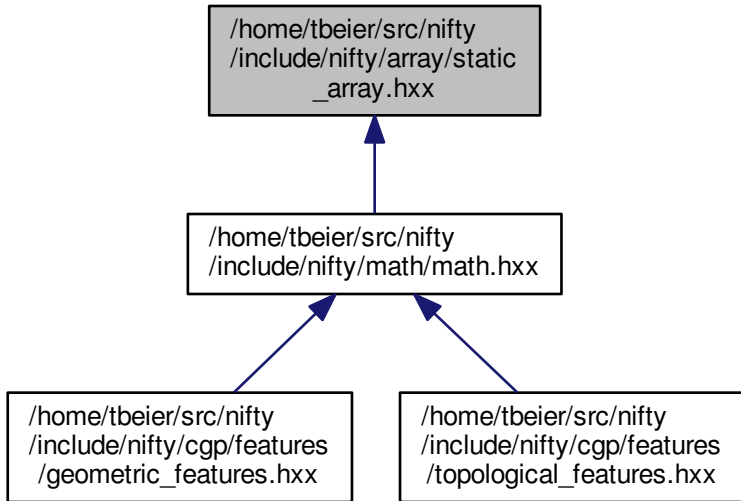 /home/tbeier/src/nifty
/include/nifty/array/static
_array.hxx
/home/tbeier/src/nifty
/include/nifty/math/math.hxx
/home/tbeier/src/nifty
/include/nifty/cgp/features
/geometric_features.hxx
/home/tbeier/src/nifty
/include/nifty/cgp/features
/topological_features.hxx